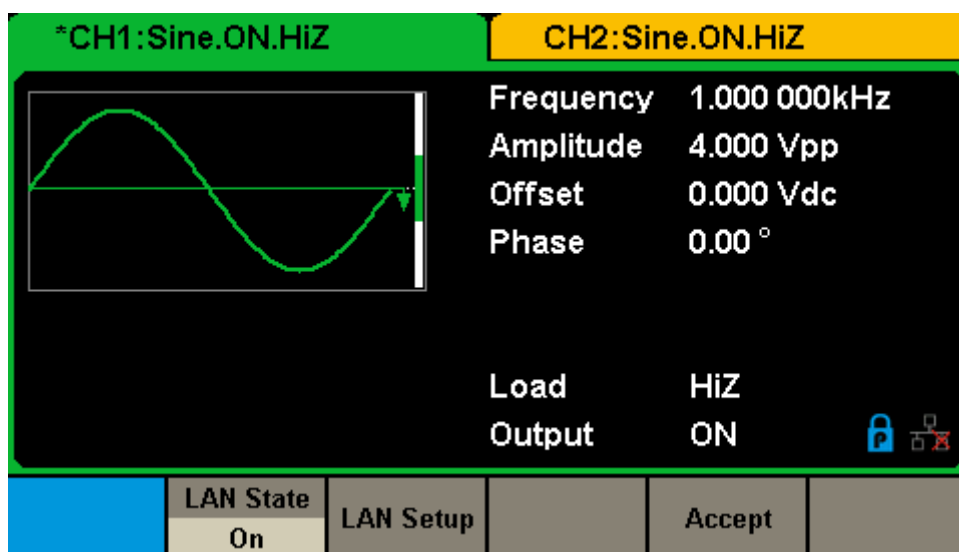 *CH1:Sine.ON.HiZ
CH2:Sine.ON.HiZ
Frequency 1.000 000kHz
Amplitude 4.000 Vpp
Offset 0.000 Vdc
Phase 0.00 °
Load HiZ
Output ON
P
LAN State
On
LAN Setup
Accept